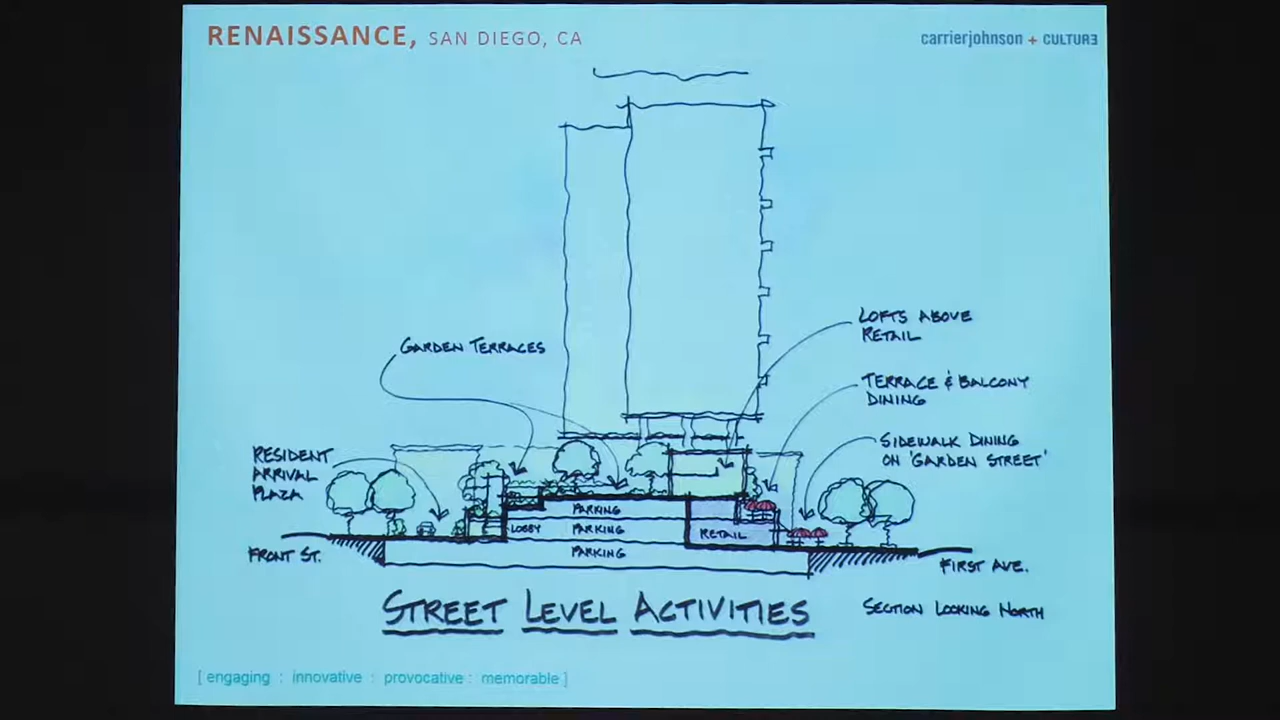 RENAISSANCE, SAN DIEGO, CA
carrierjohnson + CULTUR3
LOFTS ABOVE
RETAIL
GARDEN TERRACES
TERRACE & BALCONY
DINING
SIDEWALK DINING
ON 'GARDEN STREET'
RESIDENT
ARRIVAL
PLAZA
PARKING
LOBBY PARKING
RETAIL
PARKING
FRONT ST.
FIRST AVE.
STREET LEVEL ACTIVITIES
SECTION LOOKING NORTH
[ engaging : innovative : provocative : memorable ]